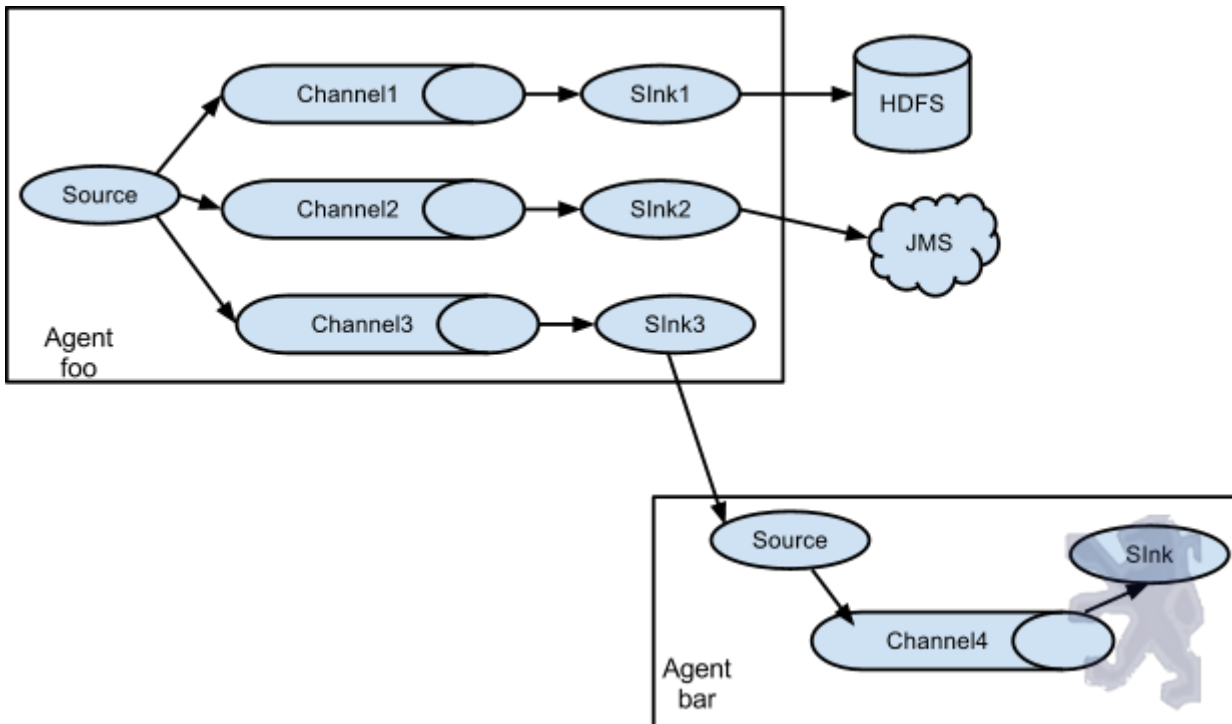 Channel1
SInk1
HDFS
Source
Channel2
SInk2
JMS
Channel3
SInk3
Agent
foo
Source
SInk
Channel4
Agent
bar